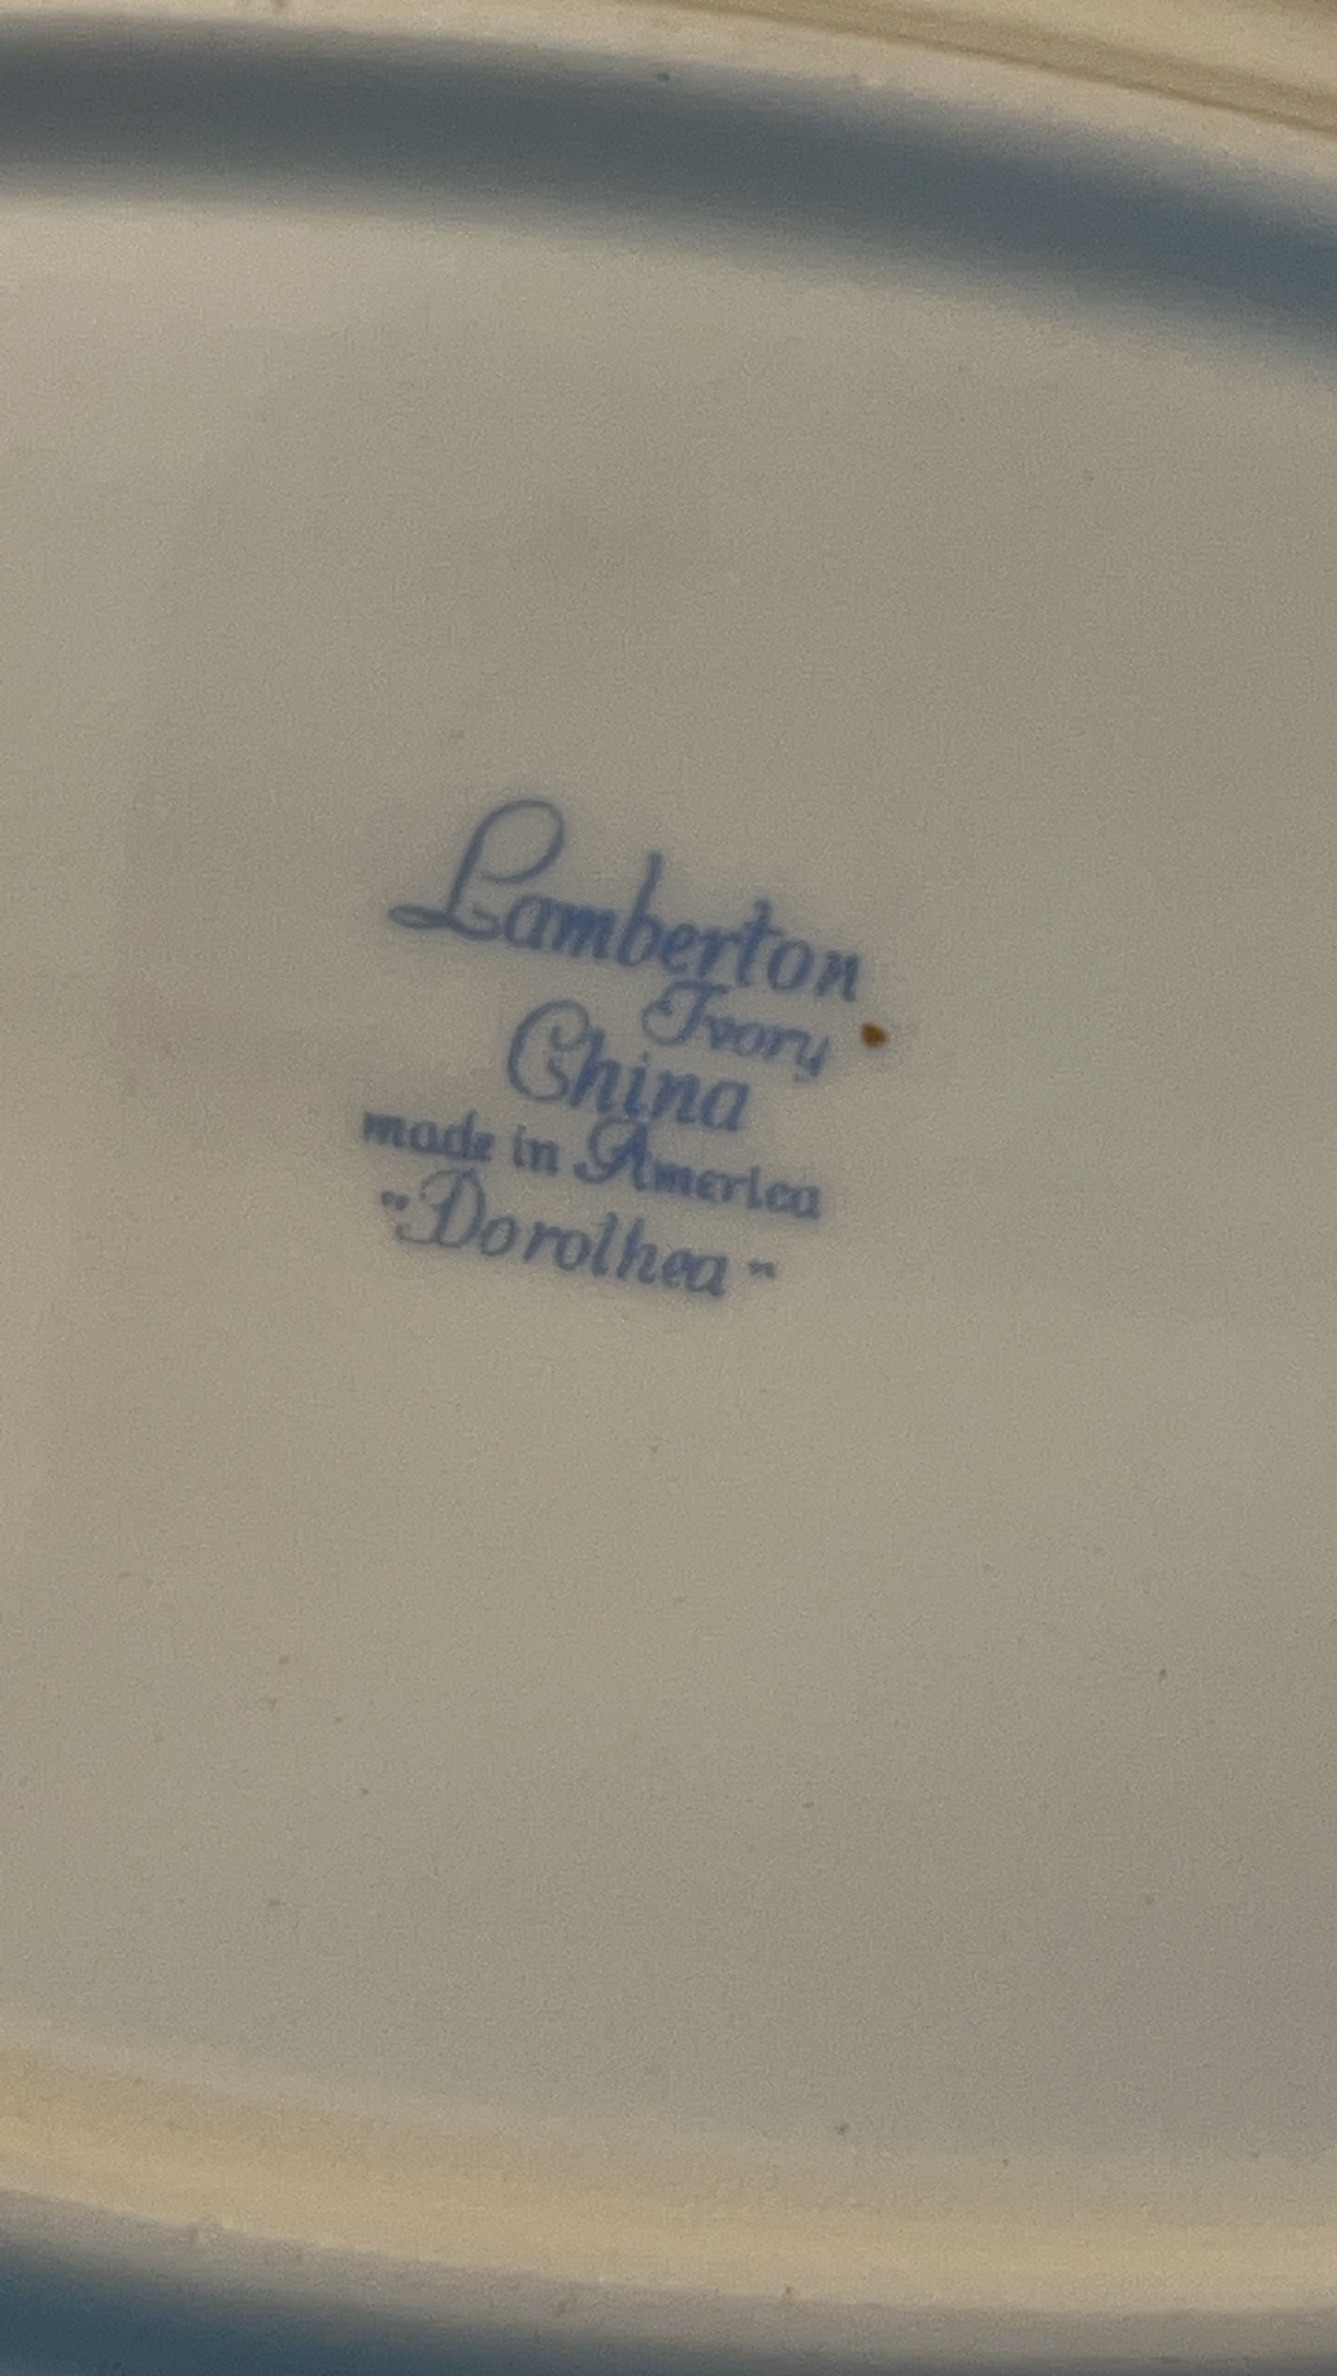 Lamberton
Ivory
China
made in America
"Dorothea"